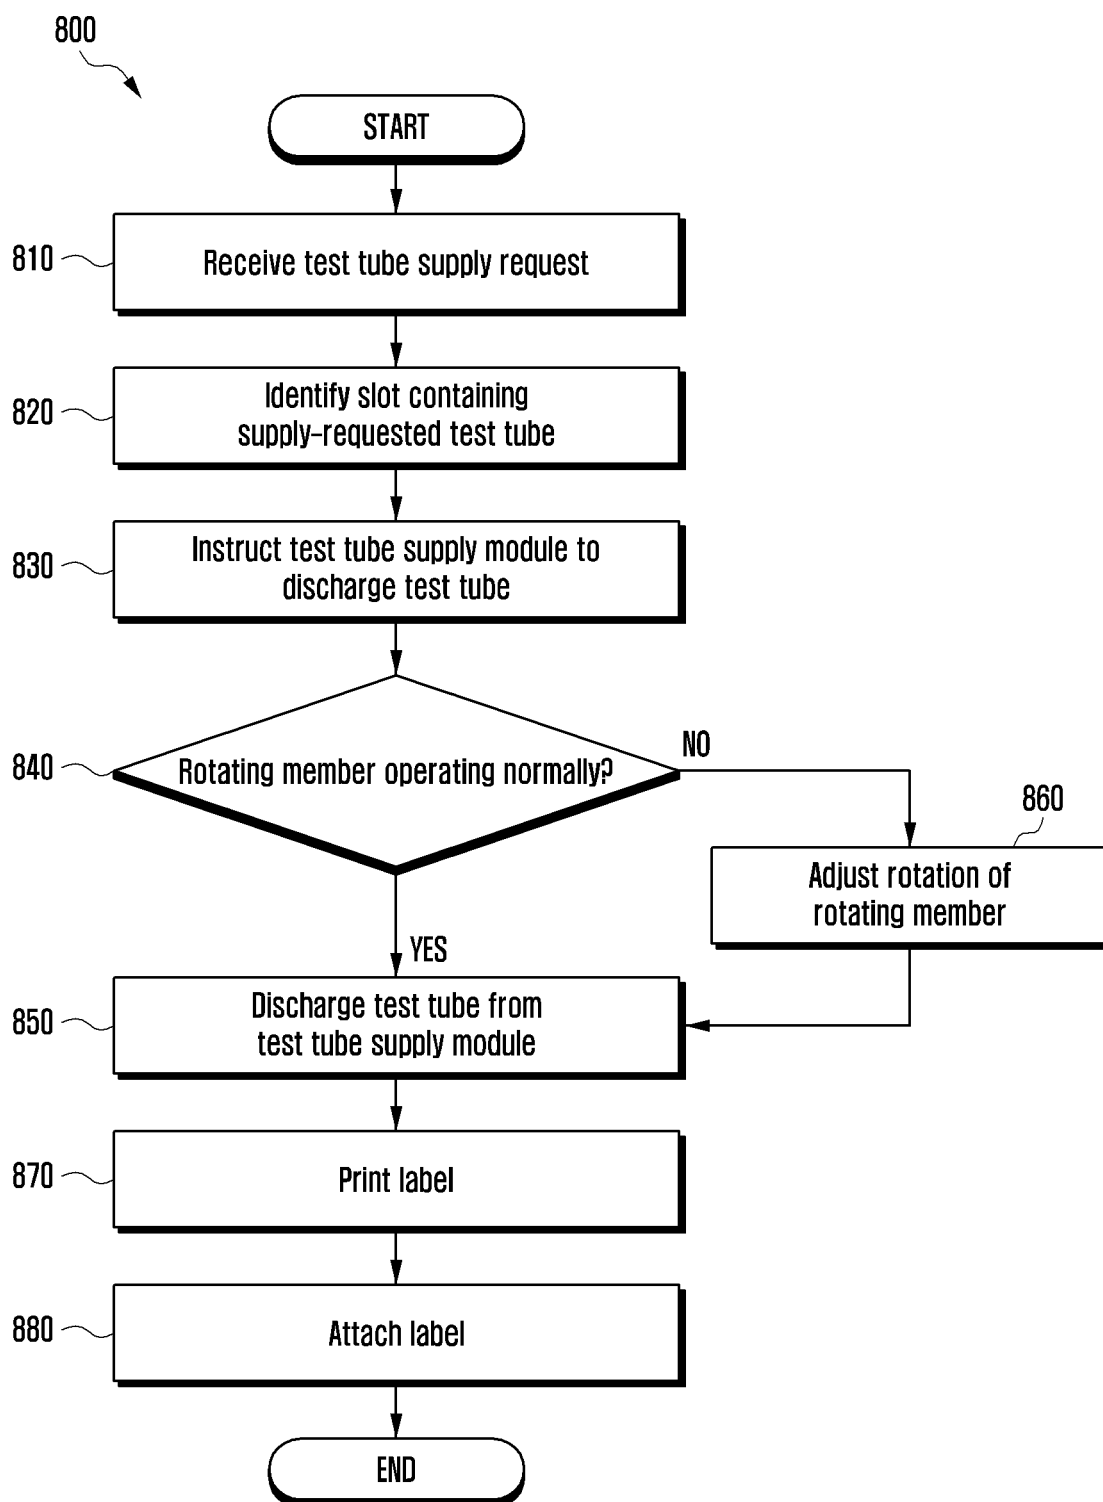 800
START
810
Receive test tube supply request
820
Identify slot containing
supply-requested test tube
830
Instruct test tube supply module to
discharge test tube
840
Rotating member operating normally?
NO
860
Adjust rotation of
rotating member
YES
850
Discharge test tube from
test tube supply module
870
Print label
880
Attach label
END